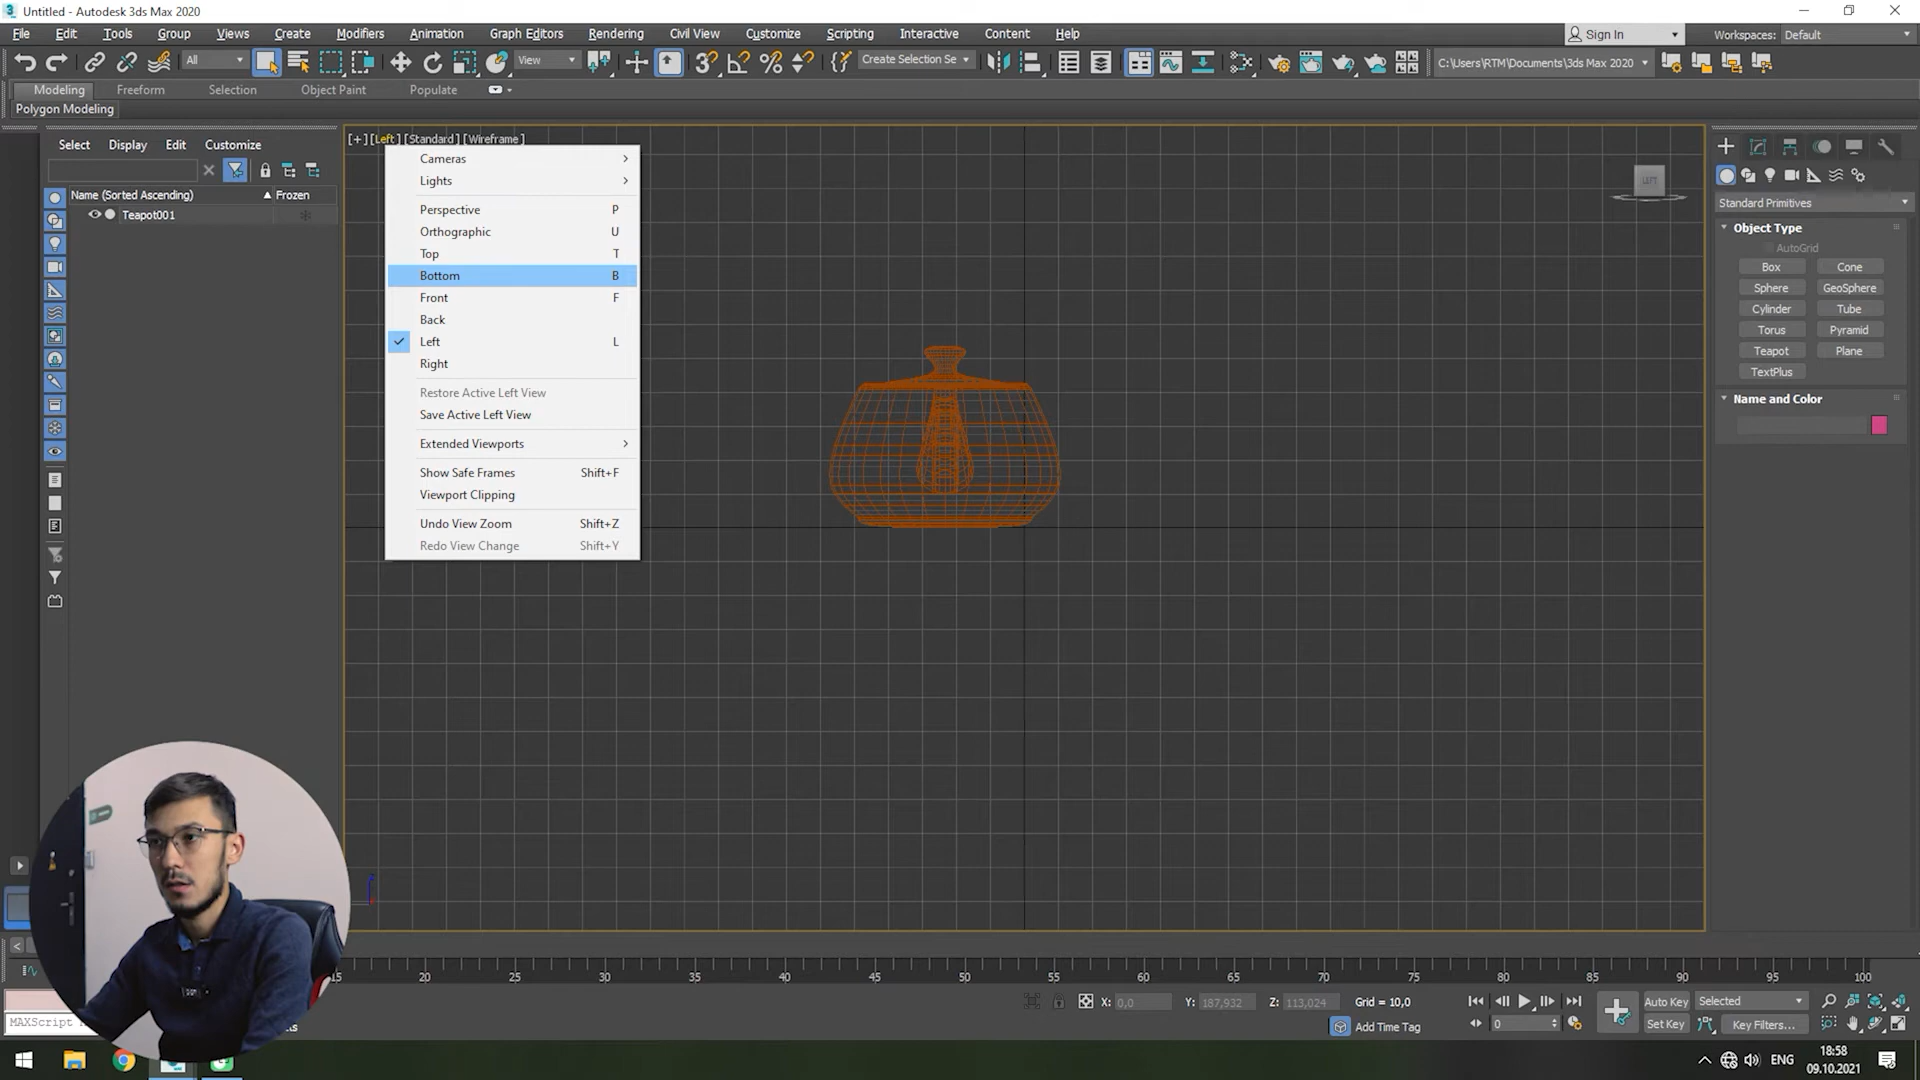 Untitled - Autodesk 3ds Max 2020
File Edit Tools Group Views Create Modifiers Animation Graph Editors Rendering Civil View Customize Scripting Interactive Content Help
Sign In
Workspaces: Default
All
View
Create Selection Se
C:\Users\RTM\Documents\3ds Max 2020
Modeling Freeform Selection Object Paint Populate
Polygon Modeling
Select Display Edit Customize
Name (Sorted Ascending) Frozen
Teapot001
[+] [Left] [Standard] [Wireframe]
Cameras
Lights
Perspective P
Orthographic U
Top T
Bottom B
Front F
Back
Left L
Right
Restore Active Left View
Save Active Left View
Extended Viewports
Show Safe Frames Shift+F
Viewport Clipping
Undo View Zoom Shift+Z
Redo View Change Shift+Y
LEFT
Standard Primitives
Object Type
AutoGrid
Box Cone
Sphere GeoSphere
Cylinder Tube
Torus Pyramid
Teapot Plane
TextPlus
Name and Color
15 20 25 30 35 40 45 50 55 60 65 70 75 80 85 90 95 100
X: 0,0 Y: 187,932 Z: 113,024 Grid = 10,0
Add Time Tag
0
Auto Key Selected
Set Key Key Filters...
MAXScript
ENG
18:58
09.10.2021